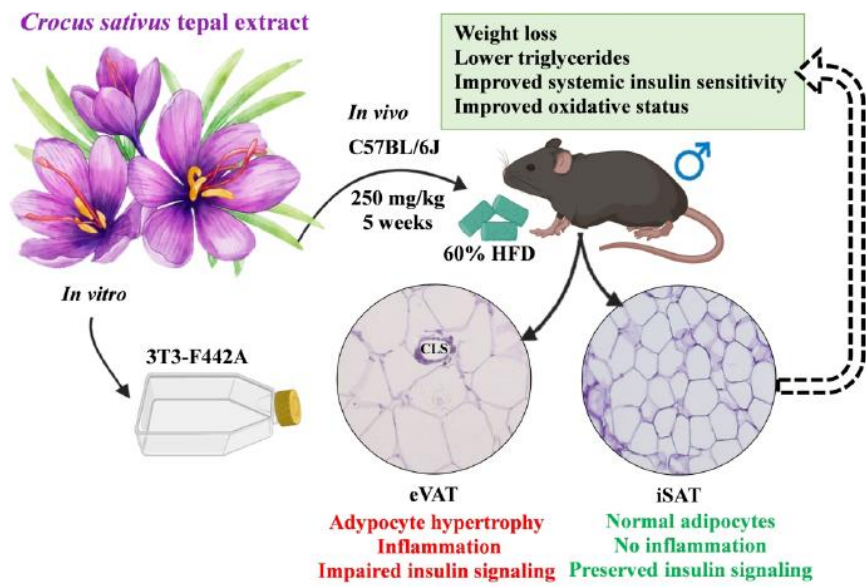 Crocus sativus tepal extract
Weight loss
Lower triglycerides
Improved systemic insulin sensitivity
Improved oxidative status
In vivo
C57BL/6J
250 mg/kg
5 weeks
60% HFD
In vitro
3T3-F442A
CLS
eVAT
Adypocyte hypertrophy
Inflammation
Impaired insulin signaling
iSAT
Normal adipocytes
No inflammation
Preserved insulin signaling